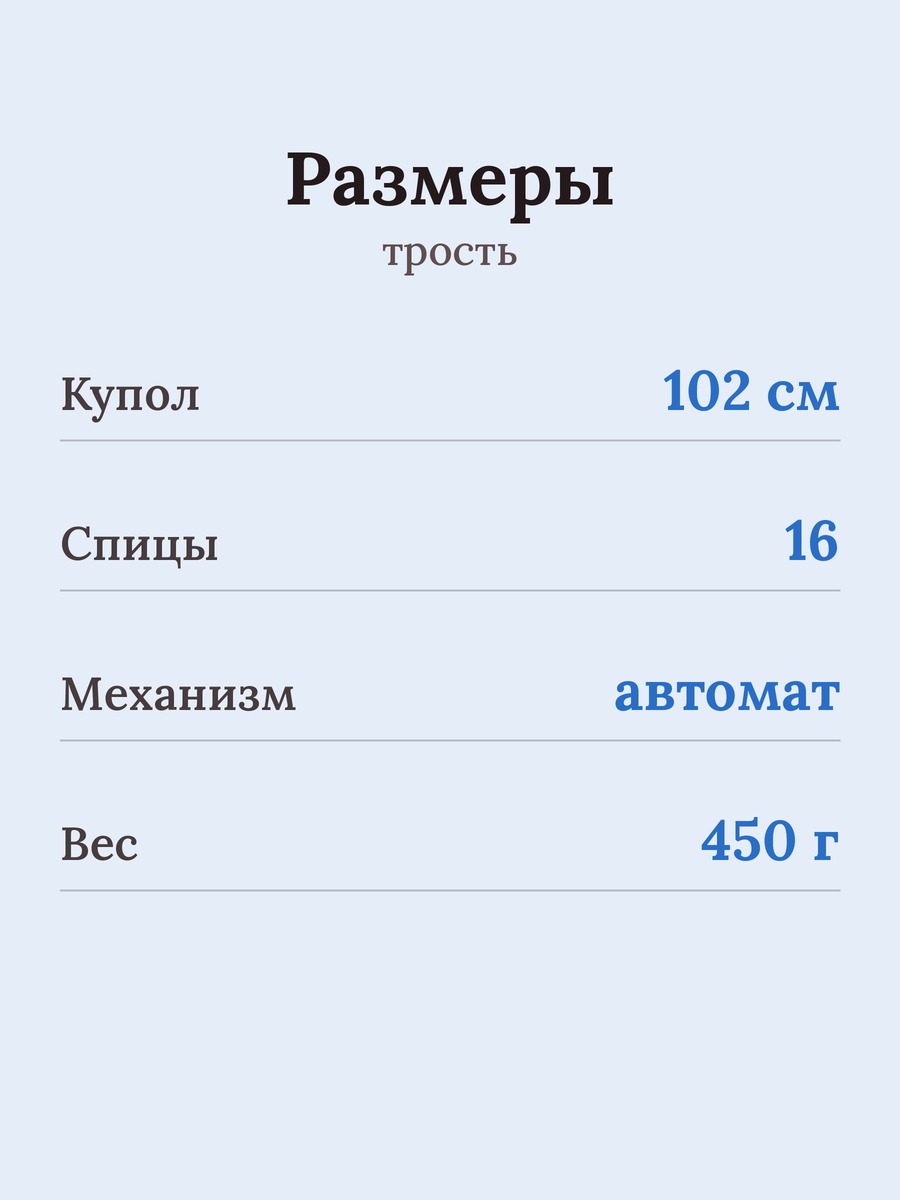 Размеры
трость
Купол 102 см
Спицы 16
Механизм автомат
Вес 450 г